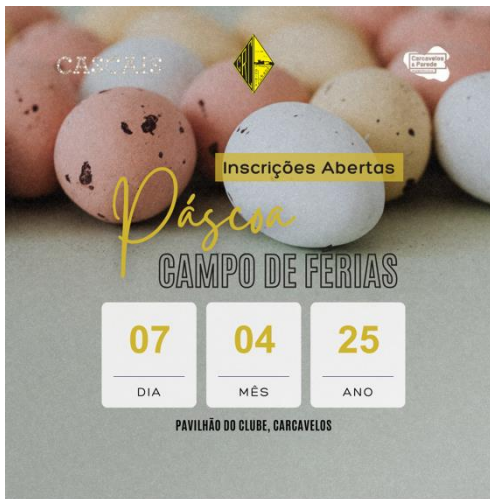 CASCAIS
Carcavelos
& Parede
Inscrições Abertas
Páscoa
CAMPO DE FERIAS
07
04
25
DIA
MÊS
ANO
PAVILHÃO DO CLUBE, CARCAVELOS